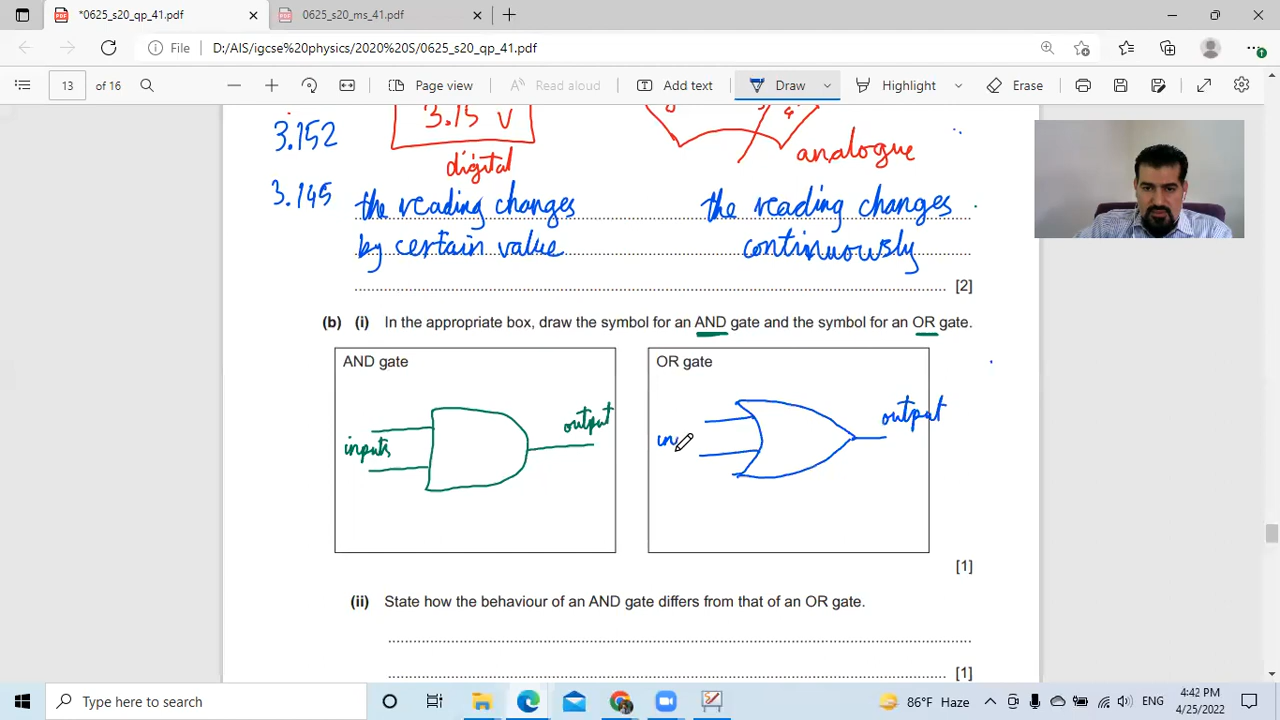 *0625_s20_qp_41.pdf
0625_s20_ms_41.pdf
File
D:/AIS/igcse%20physics/2020%20S/0625_s20_qp_41.pdf
13 of 16
Page view
Read aloud
Add text
Draw
Highlight
Erase
3.152
3.15 V
digital
analogue
3.145
the reading changes
by certain value
the reading changes
continuously
[2]
(b) (i) In the appropriate box, draw the symbol for an AND gate and the symbol for an OR gate.
AND gate
inputs
output
OR gate
in
output
[1]
(ii) State how the behaviour of an AND gate differs from that of an OR gate.
[1]
Type here to search
86°F Haze
ENG
4:42 PM
4/25/2022